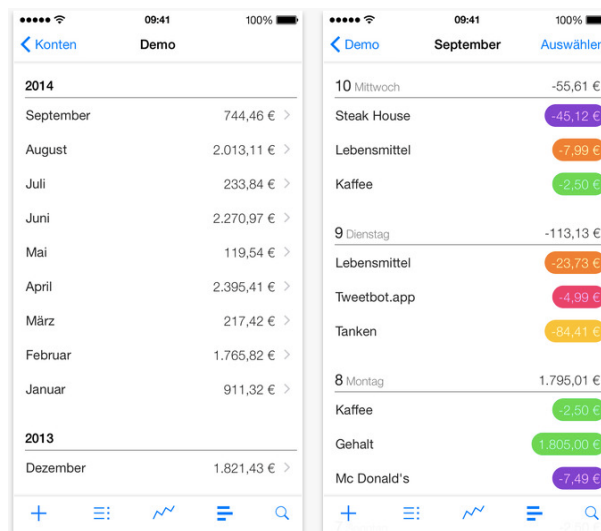 09:41 100%
Konten Demo
2014
September 744,46 €
August 2.013,11 €
Juli 233,84 €
Juni 2.270,97 €
Mai 119,54 €
April 2.395,41 €
März 217,42 €
Februar 1.765,82 €
Januar 911,32 €
2013
Dezember 1.821,43 €
09:41 100%
Demo September Auswählen
10 Mittwoch -55,61 €
Steak House -45,12 €
Lebensmittel -7,99 €
Kaffee -2,50 €
9 Dienstag -113,13 €
Lebensmittel -23,73 €
Tweetbot.app -4,99 €
Tanken -84,41 €
8 Montag 1.795,01 €
Kaffee -2,50 €
Gehalt 1.805,00 €
Mc Donald's -7,49 €